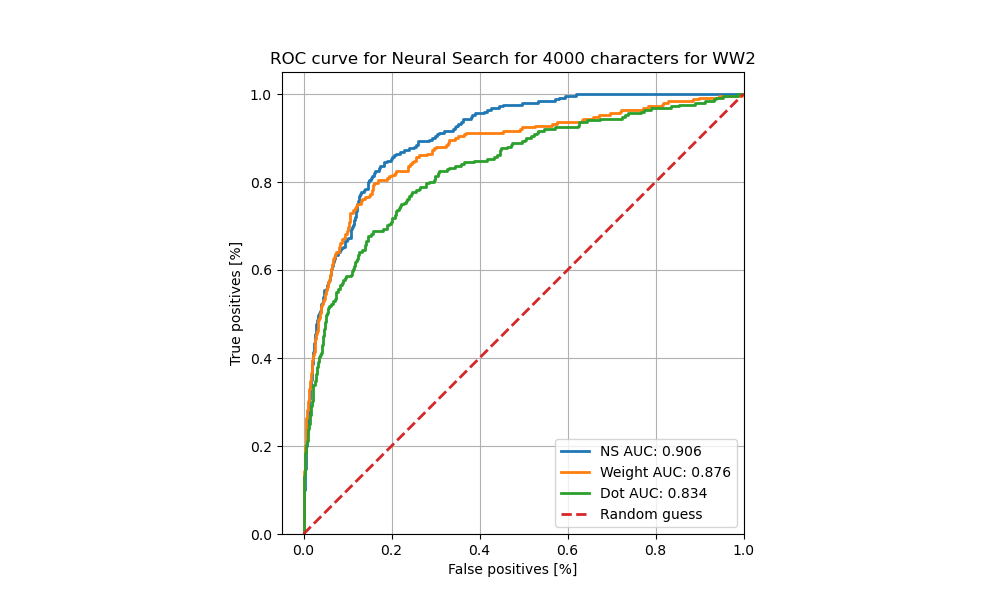 ROC curve for Neural Search for 4000 characters for WW2
True positives [%]
1.0
0.8
0.6
0.4
0.2
0.0
0.0 0.2 0.4 0.6 0.8 1.0
False positives [%]
NS AUC: 0.906
Weight AUC: 0.876
Dot AUC: 0.834
Random guess